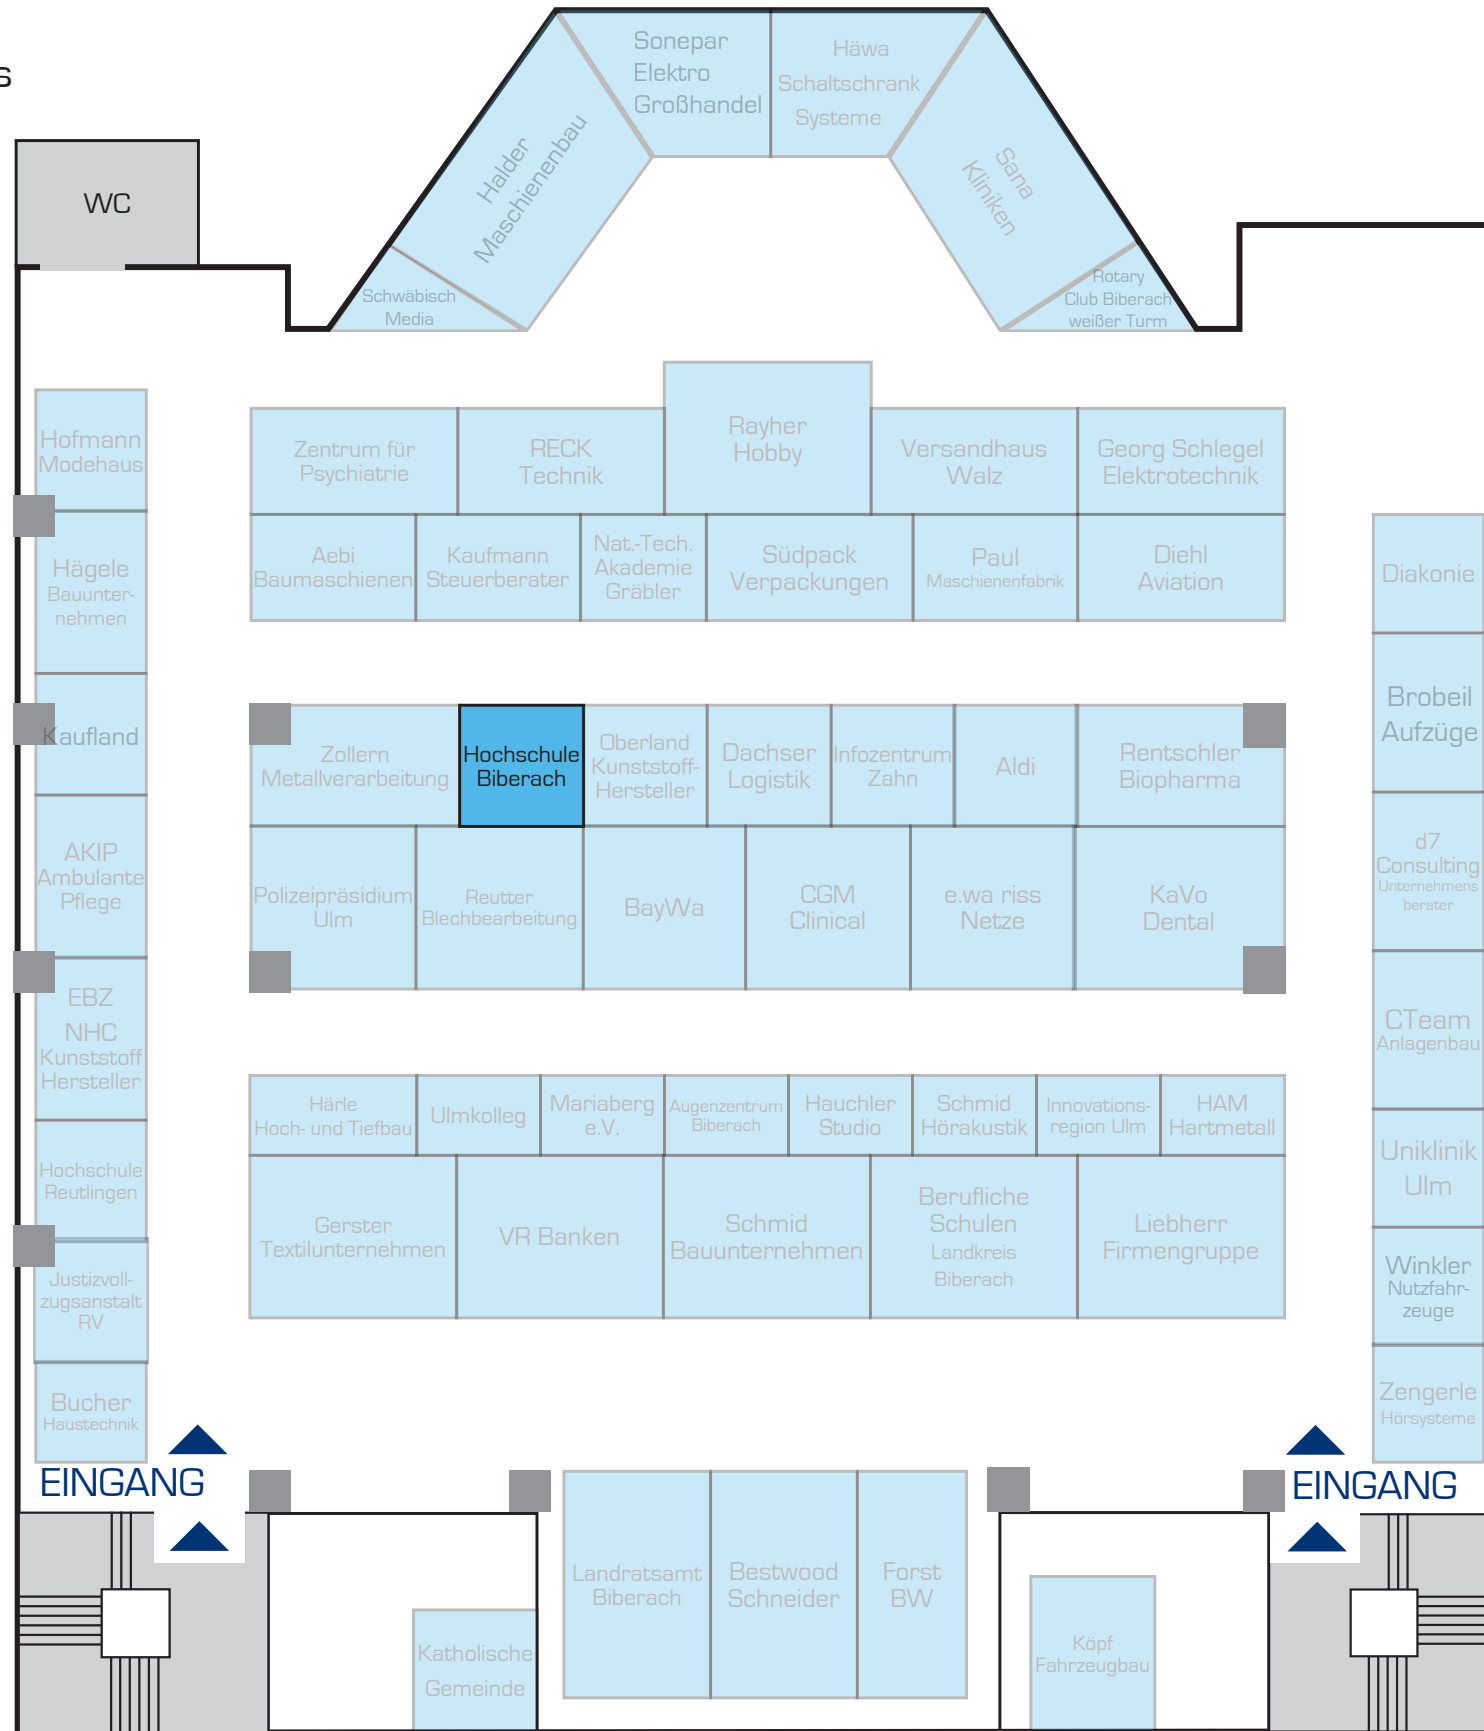 s
Sonepar
Elektro
Großhandel
Häwa
Schaltschrank
Systeme
Halder
Maschienenbau
Sana
Kliniken
WC
Schwäbisch
Media
Rotary
Club Biberach
weißer Turm
Hofmann
Modehaus
Zentrum für
Psychiatrie
RECK
Technik
Rayher
Hobby
Versandhaus
Walz
Georg Schlegel
Elektrotechnik
Hägele
Bauunter-
nehmen
Aebi
Baumaschienen
Kaufmann
Steuerberater
Nat.-Tech.
Akademie
Gräbler
Südpack
Verpackungen
Paul
Maschienenfabrik
Diehl
Aviation
Diakonie
Kaufland
Zollern
Metallverarbeitung
Hochschule
Biberach
Oberland
Kunststoff-
Hersteller
Dachser
Logistik
Infozentrum
Zahn
Aldi
Rentschler
Biopharma
Brobeil
Aufzüge
AKIP
Ambulante
Pflege
Polizeipräsidium
Ulm
Reutter
Blechbearbeitung
BayWa
CGM
Clinical
e.wa riss
Netze
KaVo
Dental
d7
Consulting
Unternehmens
berater
EBZ
NHC
Kunststoff
Hersteller
CTeam
Anlagenbau
Härle
Hoch- und Tiefbau
Ulmkolleg
Mariaberg
e.V.
Augenzentrum
Biberach
Hauchler
Studio
Schmid
Hörakustik
Innovations-
region Ulm
HAM
Hartmetall
Hochschule
Reutlingen
Uniklinik
Ulm
Gerster
Textilunternehmen
VR Banken
Schmid
Bauunternehmen
Berufliche
Schulen
Landkreis
Biberach
Liebherr
Firmengruppe
Justizvoll-
zugsanstalt
RV
Winkler
Nutzfahr-
zeuge
Bucher
Haustechnik
Zengerle
Hörsysteme
EINGANG
EINGANG
Landratsamt
Biberach
Bestwood
Schneider
Forst
BW
Katholische
Gemeinde
Köpf
Fahrzeugbau